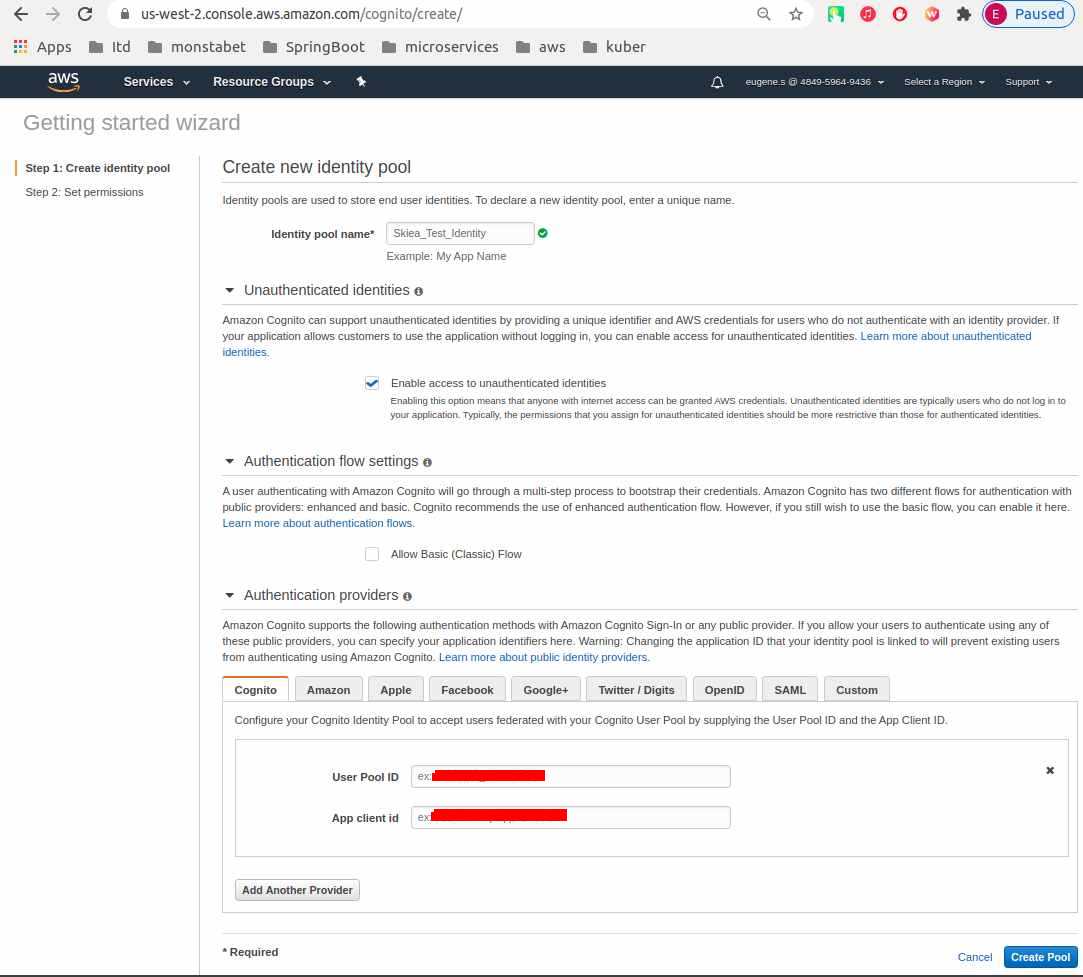 us-west-2.console.aws.amazon.com/cognito/create/
E Paused
Apps ltd monstabet SpringBoot microservices aws kuber
aws Services Resource Groups eugene.s @ 4849-5964-9436 Select a Region Support
Getting started wizard
Step 1: Create identity pool
Step 2: Set permissions
Create new identity pool
Identity pools are used to store end user identities. To declare a new identity pool, enter a unique name.
Identity pool name* Skiea_Test_Identity
Example: My App Name
Unauthenticated identities
Amazon Cognito can support unauthenticated identities by providing a unique identifier and AWS credentials for users who do not authenticate with an identity provider. If
your application allows customers to use the application without logging in, you can enable access for unauthenticated identities. Learn more about unauthenticated
identities.
Enable access to unauthenticated identities
Enabling this option means that anyone with internet access can be granted AWS credentials. Unauthenticated identities are typically users who do not log in to
your application. Typically, the permissions that you assign for unauthenticated identities should be more restrictive than those for authenticated identities.
Authentication flow settings
A user authenticating with Amazon Cognito will go through a multi-step process to bootstrap their credentials. Amazon Cognito has two different flows for authentication with
public providers: enhanced and basic. Cognito recommends the use of enhanced authentication flow. However, if you still wish to use the basic flow, you can enable it here.
Learn more about authentication flows.
Allow Basic (Classic) Flow
Authentication providers
Amazon Cognito supports the following authentication methods with Amazon Cognito Sign-In or any public provider. If you allow your users to authenticate using any of
these public providers, you can specify your application identifiers here. Warning: Changing the application ID that your identity pool is linked to will prevent existing users
from authenticating using Amazon Cognito. Learn more about public identity providers.
Cognito Amazon Apple Facebook Google+ Twitter / Digits OpenID SAML Custom
Configure your Cognito Identity Pool to accept users federated with your Cognito User Pool by supplying the User Pool ID and the App Client ID.
User Pool ID ex:
App client id ex:
Add Another Provider
* Required
Cancel Create Pool